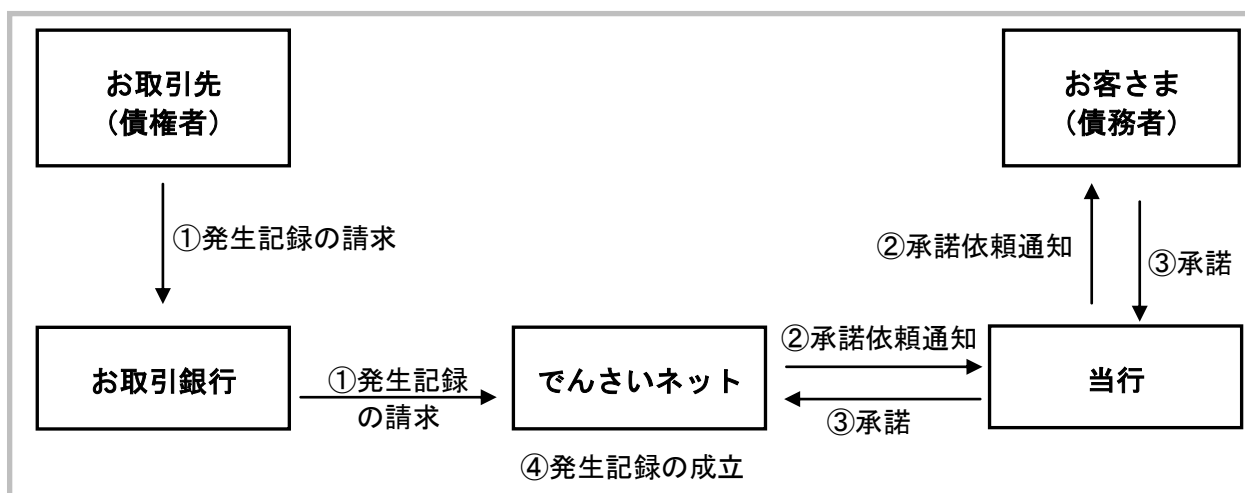 お取引先
（債権者）
お客さま
（債務者）
①発生記録の請求
②承諾依頼通知
③承諾
お取引銀行
①発生記録
の請求
でんさいネット
②承諾依頼通知
③承諾
当行
④発生記録の成立